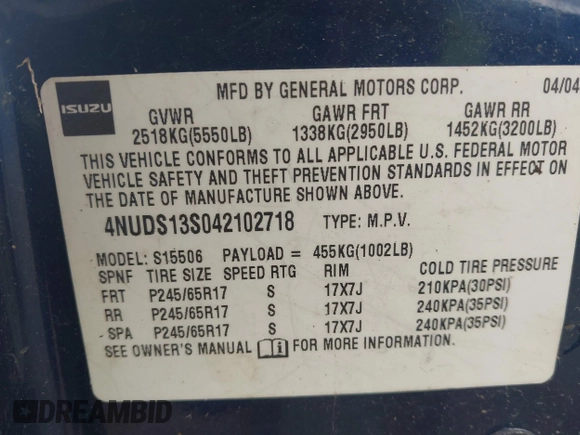 MFD BY GENERAL MOTORS CORP. 04/04
ISUZU
GVWR GAWR FRT GAWR RR
2518KG(5550LB) 1338KG(2950LB) 1452KG(3200LB)
THIS VEHICLE CONFORMS TO ALL APPLICABLE U.S. FEDERAL MOTOR
VEHICLE SAFETY AND THEFT PREVENTION STANDARDS IN EFFECT ON
THE DATE OF MANUFACTURE SHOWN ABOVE.
4NUDS13S042102718 TYPE: M.P.V.
MODEL: S15506 PAYLOAD = 455KG(1002LB)
SPNF TIRE SIZE SPEED RTG RIM COLD TIRE PRESSURE
FRT P245/65R17 S 17X7J 210KPA(30PSI)
RR P245/65R17 S 17X7J 240KPA(35PSI)
SPA P245/65R17 S 17X7J 240KPA(35PSI)
SEE OWNER'S MANUAL FOR MORE INFORMATION.
DREAMBID